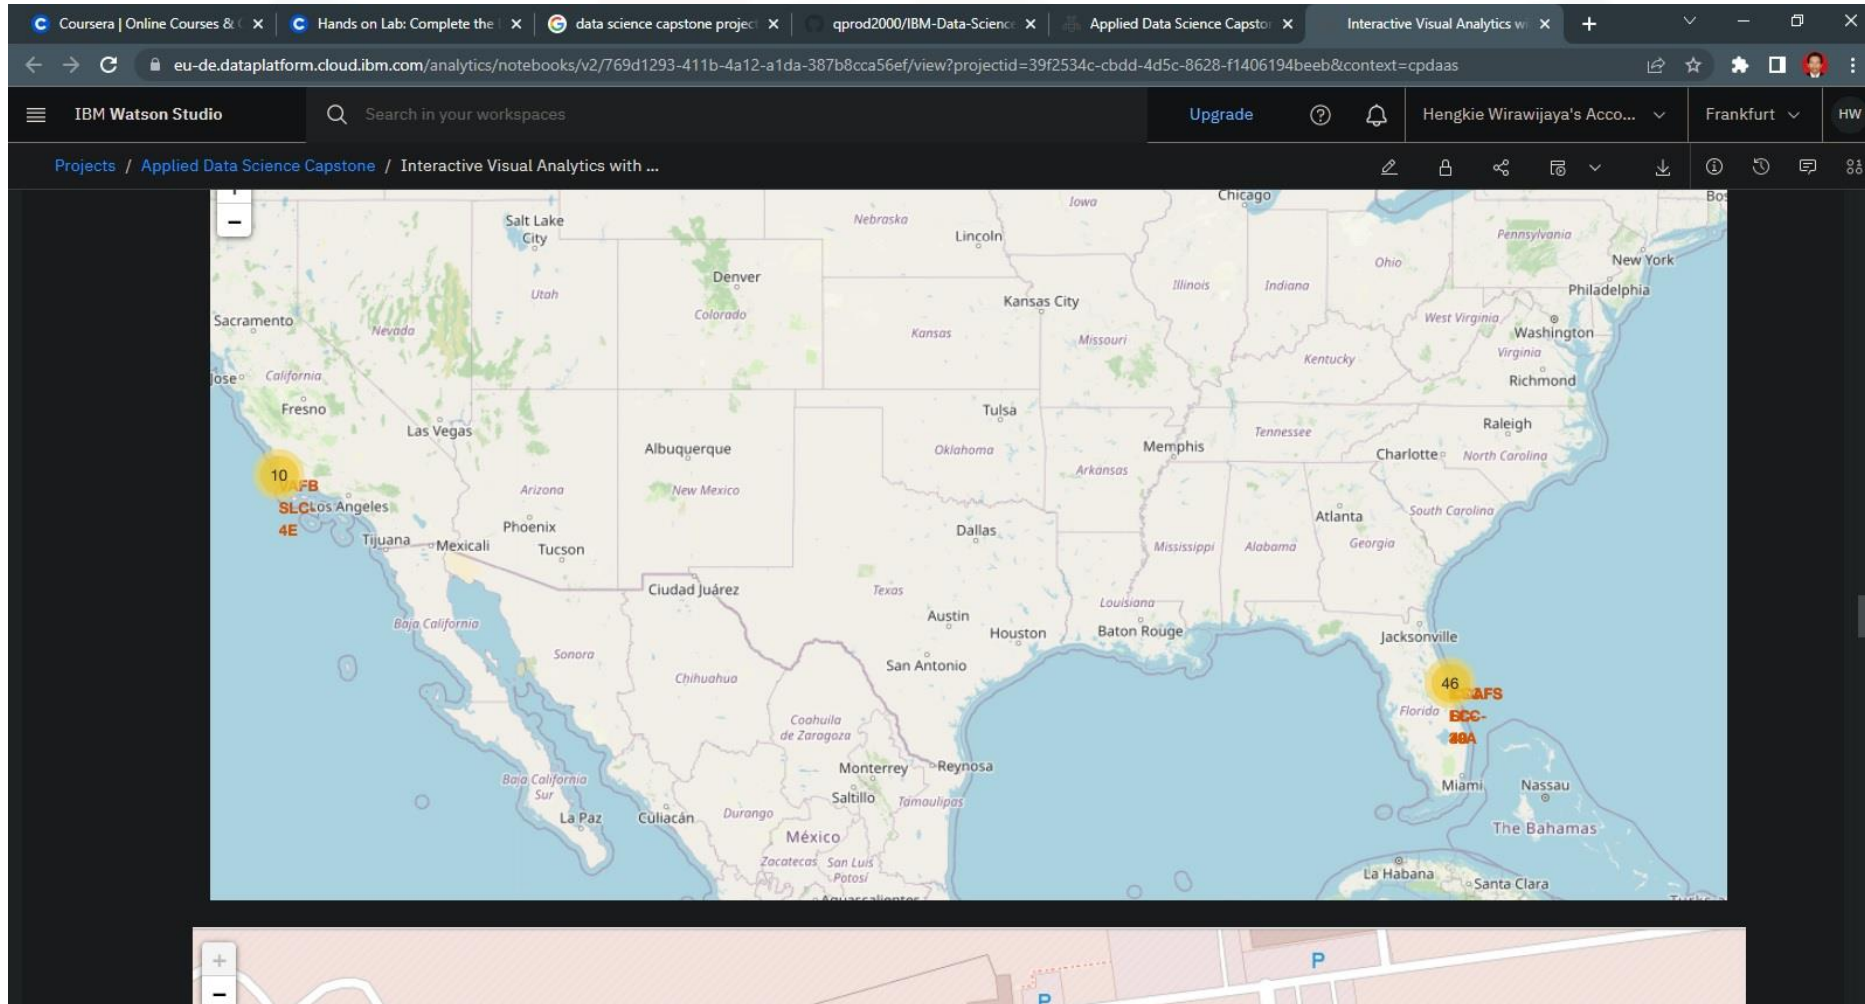 Coursera | Online Courses &
Hands on Lab: Complete the
data science capstone project
qprod2000/IBM-Data-Science
Applied Data Science Capsto
Interactive Visual Analytics wi
eu-de.dataplatform.cloud.ibm.com/analytics/notebooks/v2/769d1293-411b-4a12-a1da-387b8cca56ef/view?projectid=39f2534c-cbdd-4d5c-8628-f1406194beeb&context=cpdaas
IBM Watson Studio
Search in your workspaces
Upgrade
Hengkie Wirawijaya's Acco...
Frankfurt
HW
Projects / Applied Data Science Capstone / Interactive Visual Analytics with ...
Chicago
Iowa
Bos
Salt Lake
City
Nebraska
Lincoln
Pennsylvania
New York
Ohio
Denver
Utah
Illinois
Indiana
Philadelphia
Kansas City
Colorado
Sacramento
Nevada
Kansas
Missouri
West Virginia
Washington
Virginia
Kentucky
Jose
California
Richmond
Fresno
Las Vegas
Tulsa
Raleigh
Albuquerque
Oklahoma
Memphis
Tennessee
Charlotte
North Carolina
Arkansas
10
VAFB
SLC-
4E
Los Angeles
Arizona
New Mexico
Phoenix
Tucson
Dallas
Atlanta
South Carolina
Tijuana
Mexicali
Mississippi
Alabama
Georgia
Ciudad Juárez
Texas
Louisiana
Austin
Houston
Baton Rouge
Jacksonville
Baja California
Sonora
San Antonio
Chihuahua
46
Florida
Coahuila
de Zaragoza
Monterrey
Reynosa
Baja California
Sur
Saltillo
Tamaulipas
Miami
Nassau
La Paz
Culiacán
Durango
México
The Bahamas
Zacatecas
San Luis
Potosí
La Habana
Santa Clara
Aguascalientes
P
P